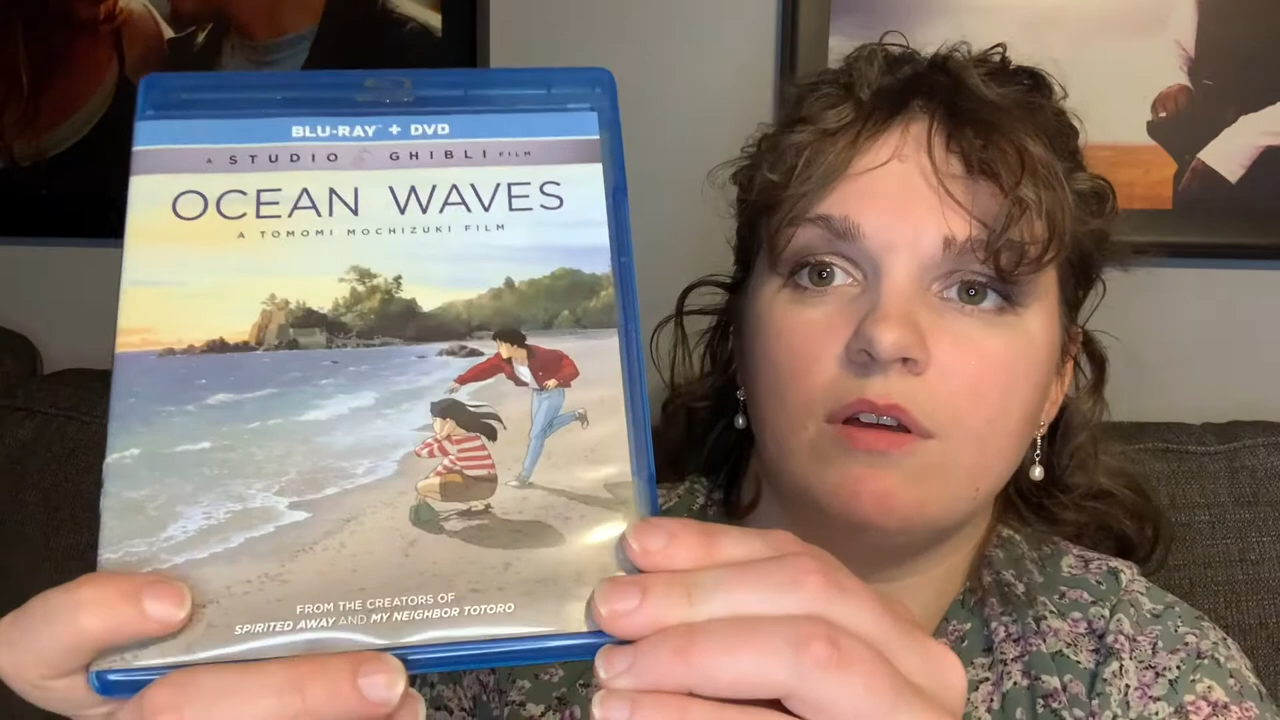 BLU-RAY™ + DVD
A STUDIO GHIBLI FILM
OCEAN WAVES
A TOMOMI MOCHIZUKI FILM
FROM THE CREATORS OF
SPIRITED AWAY AND MY NEIGHBOR TOTORO